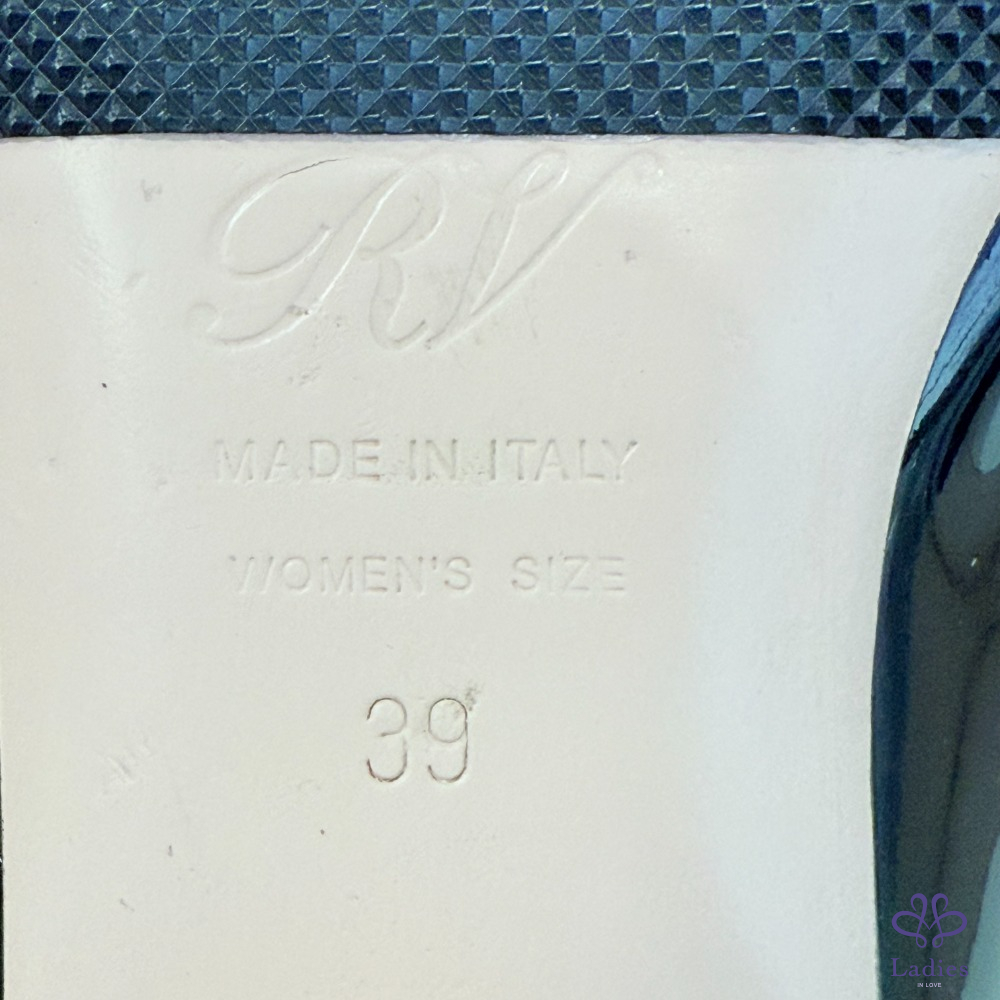 RV
MADE IN ITALY
WOMEN'S SIZE
39
Ladies
IN LOVE